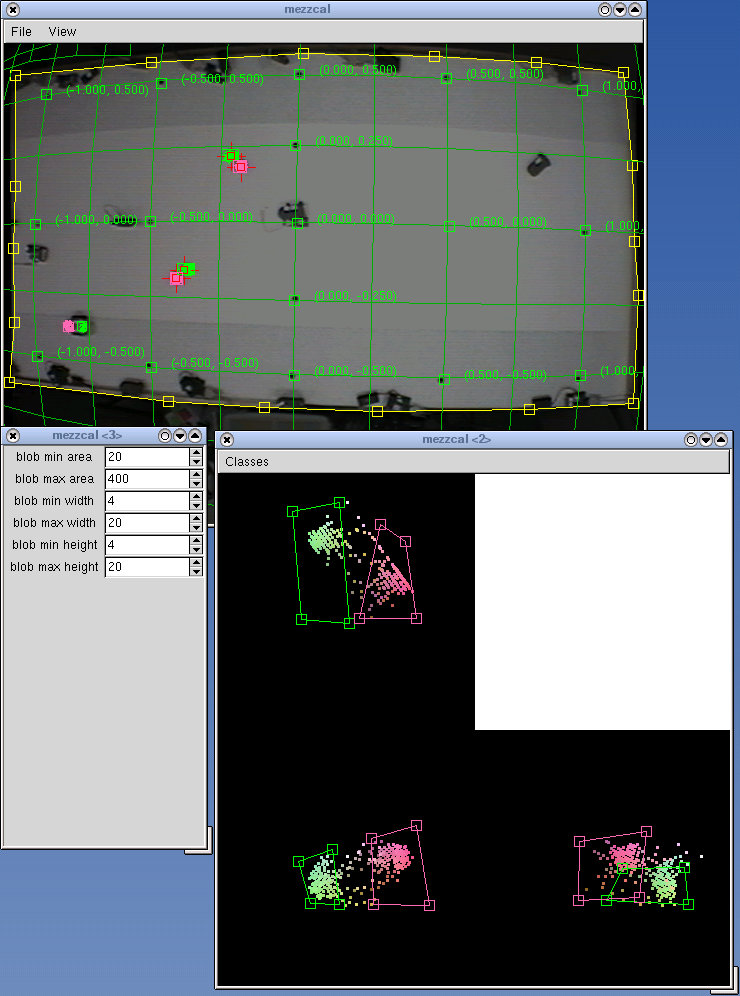 mezzcal
File View
(-1.000, 0.500) (-0.500, 0.500) (0.000, 0.500) (0.500, 0.500) (1.000,
(0.000, 0.250)
(-1.000, 0.000) (-0.500, 0.000) (0.000, 0.000) (0.500, 0.000) (1.000,
(0.000, -0.250)
(-1.000, -0.500) (-0.500, -0.500) (0.000, -0.500) (0.500, -0.500) (1.000,
mezzcal <3>
blob min area 20
blob max area 400
blob min width 4
blob max width 20
blob min height 4
blob max height 20
mezzcal <2>
Classes